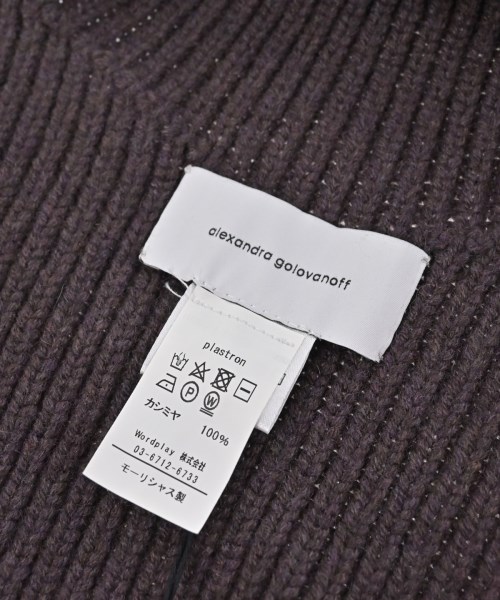 alexandra golovanoff
plastron
P W
カシミヤ 100%
Wordplay 株式会社
03-6712-6733
モーリシャス製